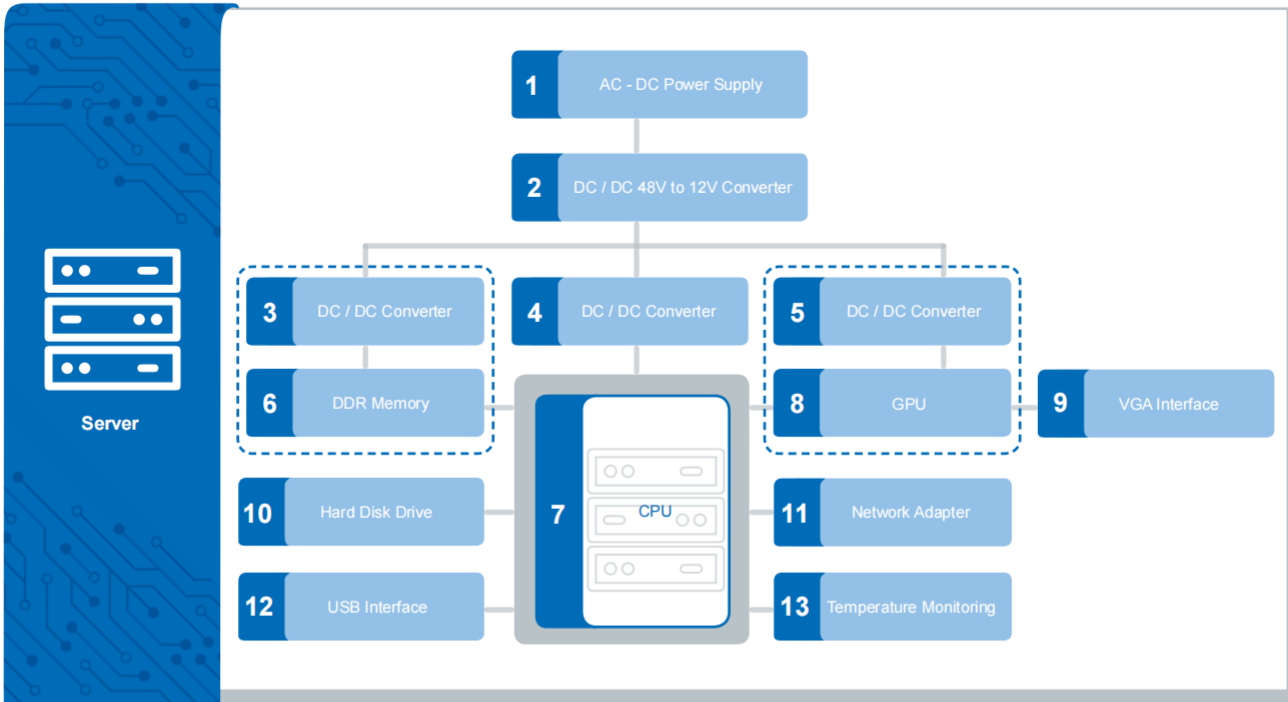 1 AC - DC Power Supply
2 DC / DC 48V to 12V Converter
3 DC / DC Converter
4 DC / DC Converter
5 DC / DC Converter
6 DDR Memory
8 GPU
9 VGA Interface
Server
10 Hard Disk Drive
7 CPU
11 Network Adapter
12 USB Interface
13 Temperature Monitoring